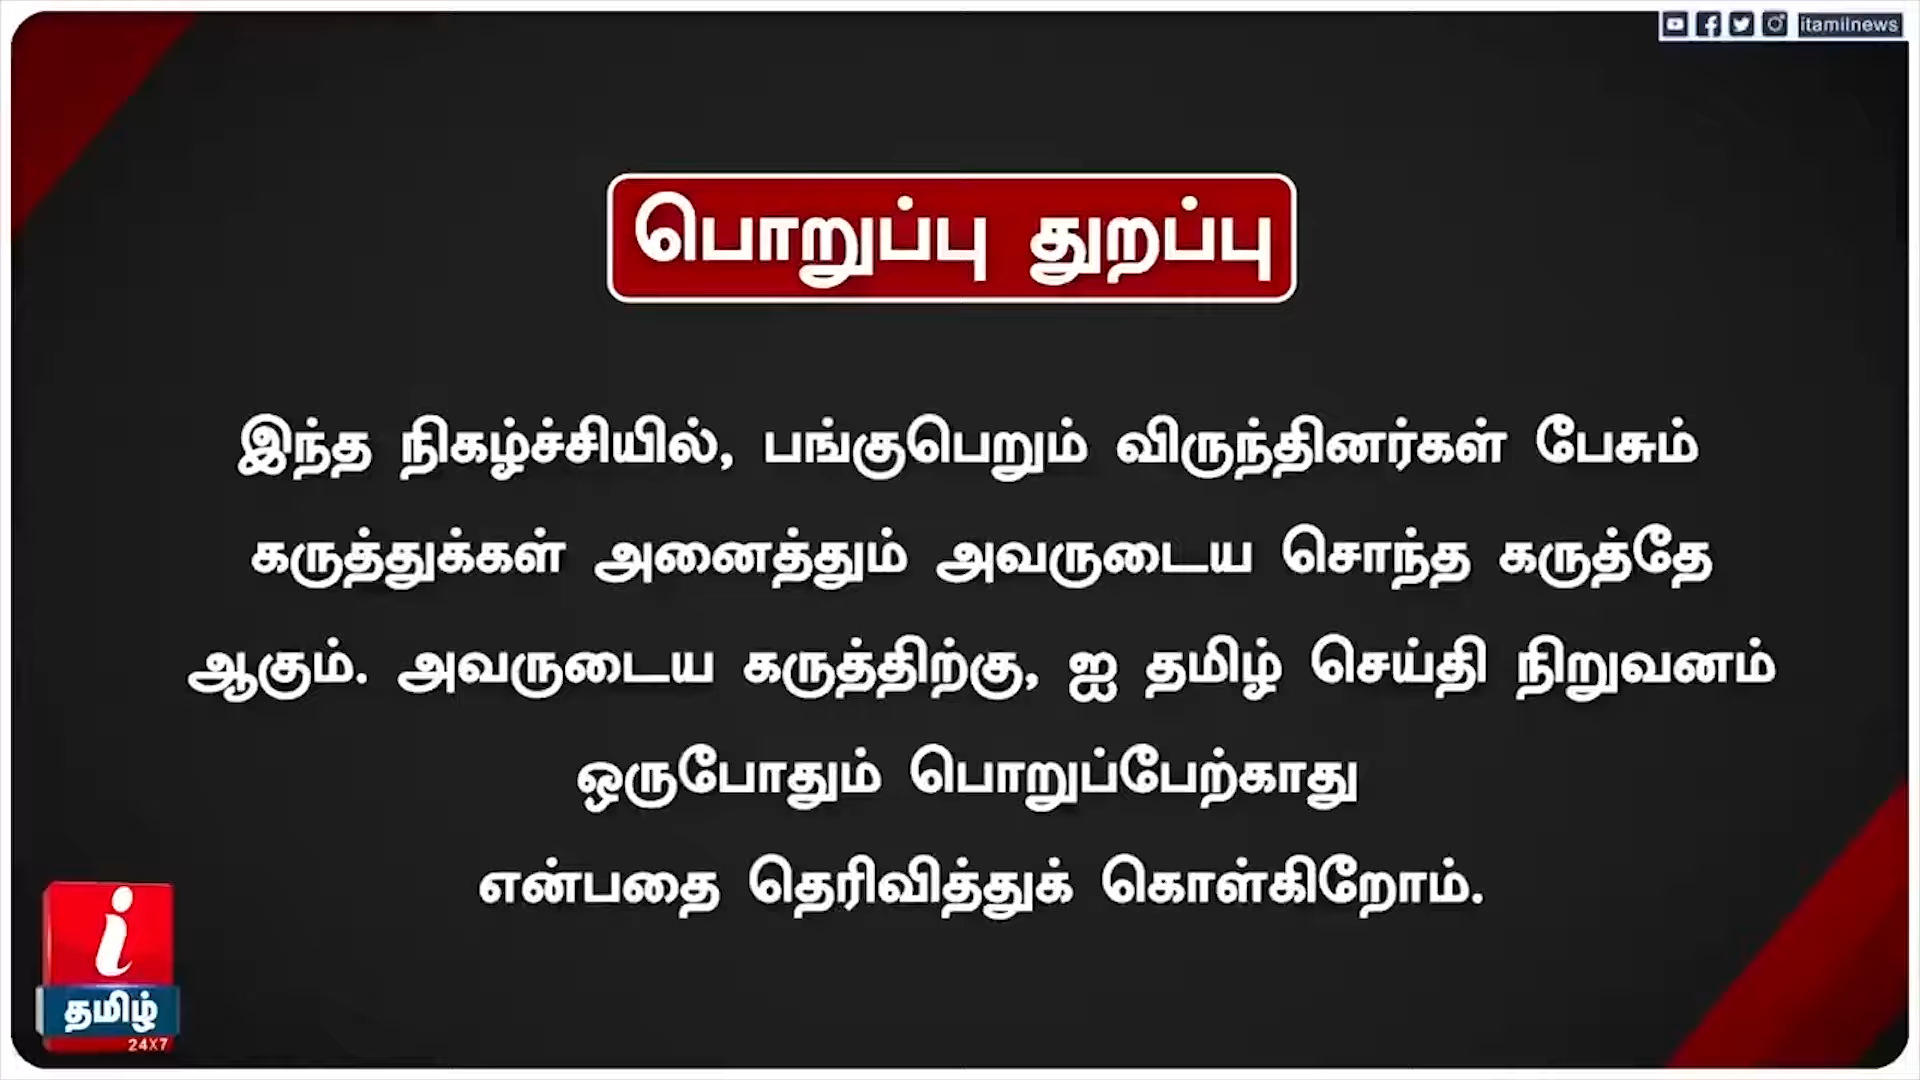 itamilnews
பொறுப்பு துறப்பு
இந்த நிகழ்ச்சியில், பங்குபெறும் விருந்தினர்கள் பேசும்
கருத்துக்கள் அனைத்தும் அவருடைய சொந்த கருத்தே
ஆகும். அவருடைய கருத்திற்கு, ஐ தமிழ் செய்தி நிறுவனம்
ஒருபோதும் பொறுப்பேற்காது
என்பதை தெரிவித்துக் கொள்கிறோம்.
i
தமிழ்
24X7